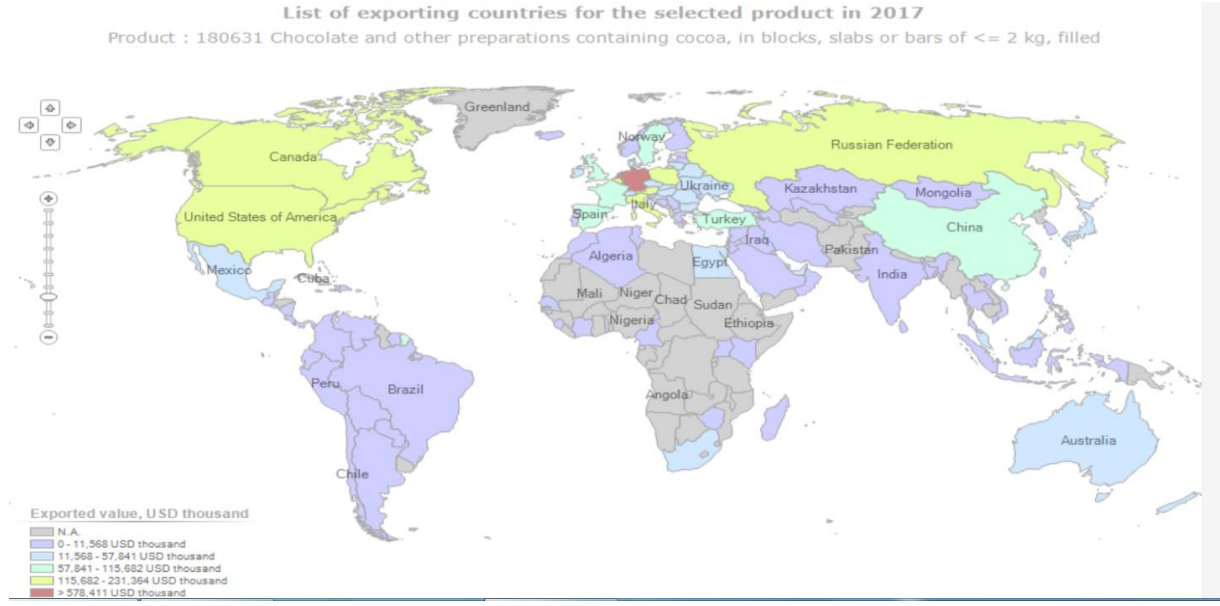 List of exporting countries for the selected product in 2017
Product : 180631 Chocolate and other preparations containing cocoa, in blocks, slabs or bars of <= 2 kg, filled
Greenland
Norway
Canada
Russian Federation
Ukraine
Kazakhstan
Mongolia
United States of America
Spain
Italy
Turkey
China
Iraq
Pakistan
Algeria
Egypt
Mexico
Cuba
India
Mali
Niger
Chad
Sudan
Nigeria
Ethiopia
Peru
Brazil
Angola
Australia
Chile
Exported value, USD thousand
N.A.
0 - 11,568 USD thousand
11,568 - 57,841 USD thousand
57,841 - 115,682 USD thousand
115,682 - 231,364 USD thousand
> 578,411 USD thousand